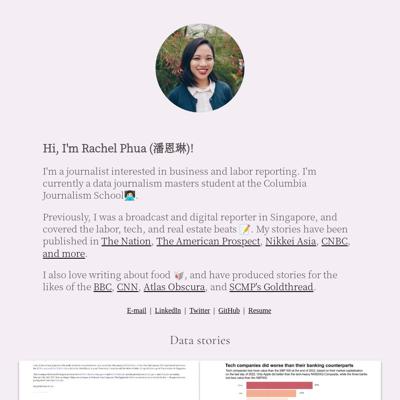 Hi, I'm Rachel Phua (潘恩琳)!
I'm a journalist interested in business and labor reporting. I'm
currently a data journalism masters student at the Columbia
Journalism School👩🏻‍💻.
Previously, I was a broadcast and digital reporter in Singapore, and
covered the labor, tech, and real estate beats 📝. My stories have been
published in The Nation, The American Prospect, Nikkei Asia, CNBC,
and more.
I also love writing about food 🥡, and have produced stories for the
likes of the BBC, CNN, Atlas Obscura, and SCMP's Goldthread.
E-mail | LinkedIn | Twitter | GitHub | Resume
Data stories
Tech companies did worse than their banking counterparts